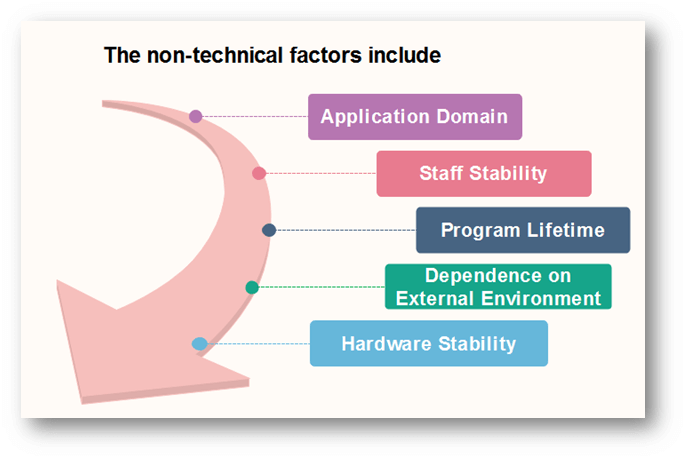 The non-technical factors include
Application Domain
Staff Stability
Program Lifetime
Dependence on
External Environment
Hardware Stability